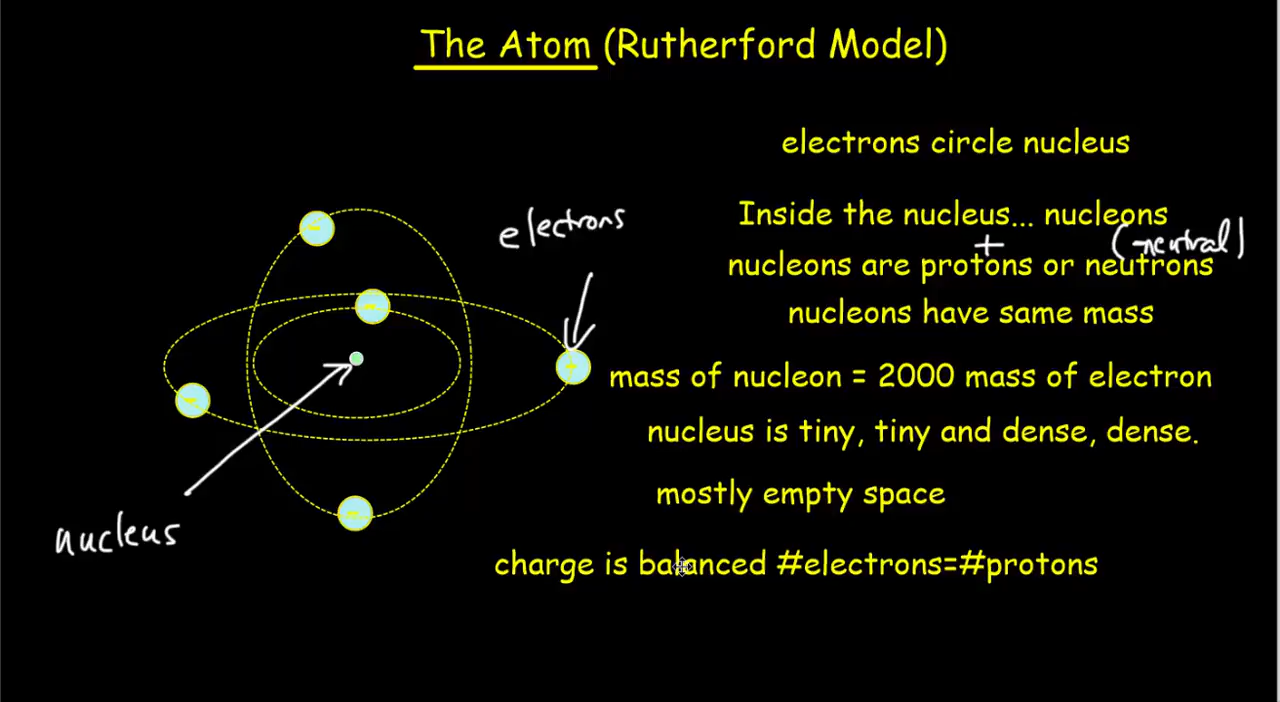 The Atom (Rutherford Model)
electrons circle nucleus
Inside the nucleus... nucleons
+ (neutral)
nucleons are protons or neutrons
nucleons have same mass
mass of nucleon = 2000 mass of electron
nucleus is tiny, tiny and dense, dense.
mostly empty space
charge is balanced #electrons=#protons
electrons
nucleus